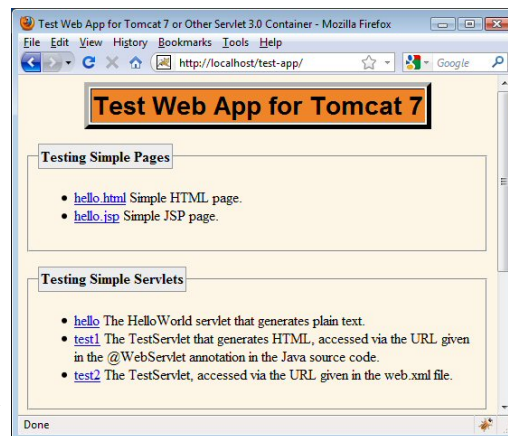 Test Web App for Tomcat 7 or Other Servlet 3.0 Container - Mozilla Firefox
File Edit View History Bookmarks Tools Help
http://localhost/test-app/
Google
Test Web App for Tomcat 7
Testing Simple Pages
hello.html Simple HTML page.
hello.jsp Simple JSP page.
Testing Simple Servlets
hello The HelloWorld servlet that generates plain text.
test1 The TestServlet that generates HTML, accessed via the URL given
in the @WebServlet annotation in the Java source code.
test2 The TestServlet, accessed via the URL given in the web.xml file.
Done